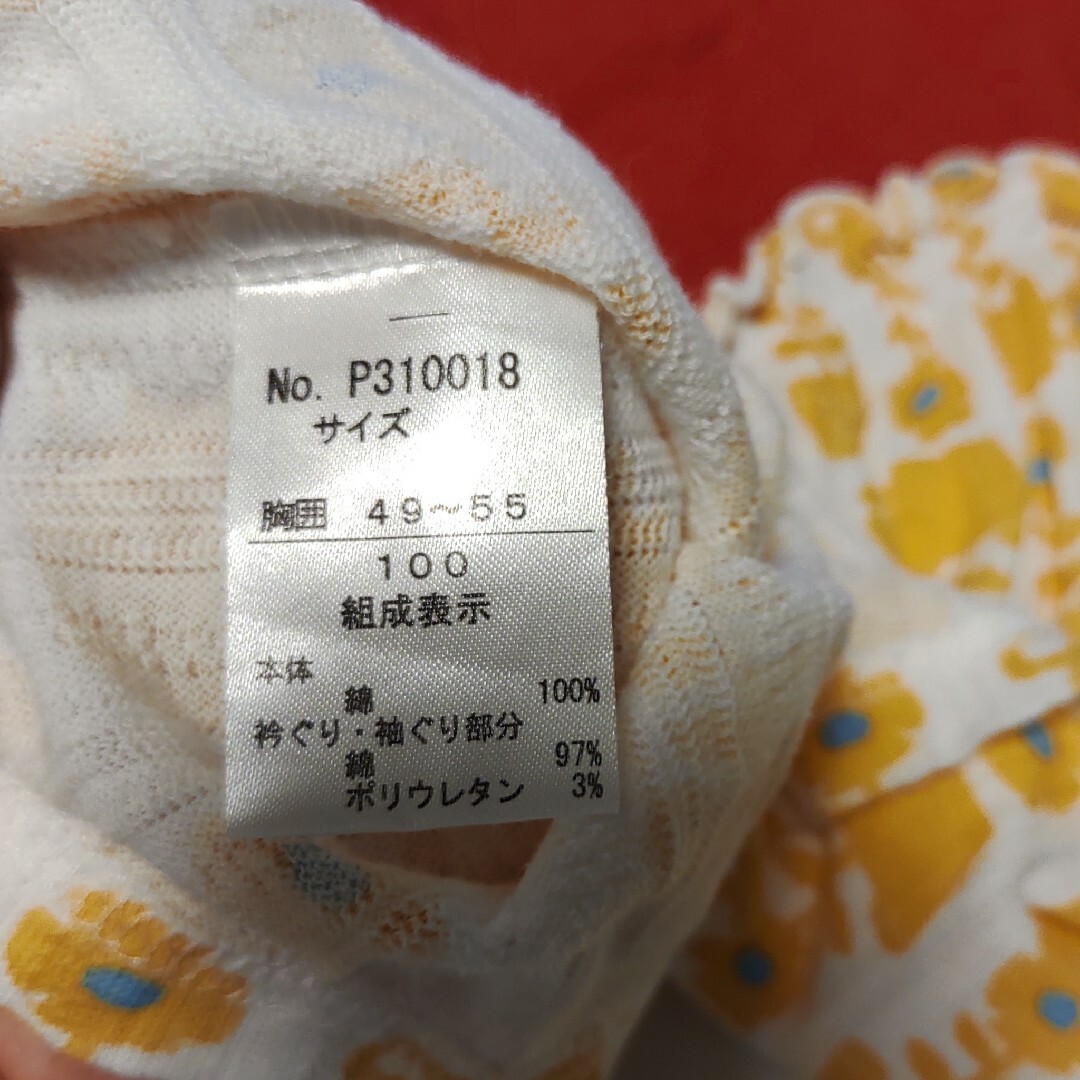 No. P310018
サイズ
胸囲 49~55
100
組成表示
本体
綿 100%
衿ぐり・袖ぐり部分
綿 97%
ポリウレタン 3%